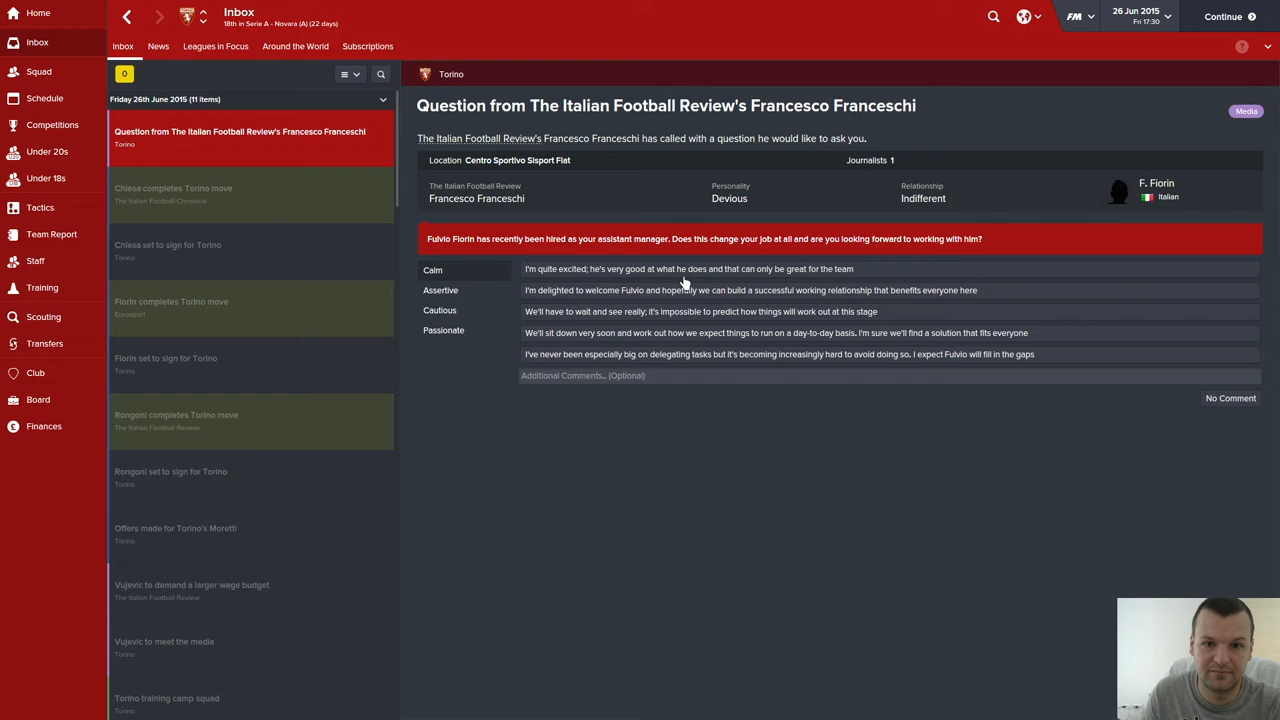 Home
Inbox
Squad
Schedule
Competitions
Under 20s
Under 18s
Tactics
Team Report
Staff
Training
Scouting
Transfers
Club
Board
Finances
Inbox
18th in Serie A - Novara (A) (22 days)
FM
26 Jun 2015
Fri 17:30
Continue
Inbox
News
Leagues in Focus
Around the World
Subscriptions
?
0
Friday 26th June 2015 (11 items)
Question from The Italian Football Review's Francesco Franceschi
Torino
Chiesa completes Torino move
The Italian Football Chronicle
Chiesa set to sign for Torino
Torino
Fiorin completes Torino move
Eurosport
Fiorin set to sign for Torino
Torino
Rongoni completes Torino move
The Italian Football Review
Rongoni set to sign for Torino
Torino
Offers made for Torino's Moretti
Torino
Vujevic to demand a larger wage budget
The Italian Football Review
Vujevic to meet the media
Torino
Torino training camp squad
Torino
Torino
Question from The Italian Football Review's Francesco Franceschi
Media
The Italian Football Review's Francesco Franceschi has called with a question he would like to ask you.
Location Centro Sportivo Sisport Fiat
Journalists 1
The Italian Football Review
Francesco Franceschi
Personality
Devious
Relationship
Indifferent
F. Fiorin
Italian
Fulvio Fiorin has recently been hired as your assistant manager. Does this change your job at all and are you looking forward to working with him?
Calm
Assertive
Cautious
Passionate
I'm quite excited; he's very good at what he does and that can only be great for the team
I'm delighted to welcome Fulvio and hopefully we can build a successful working relationship that benefits everyone here
We'll have to wait and see really; it's impossible to predict how things will work out at this stage
We'll sit down very soon and work out how we expect things to run on a day-to-day basis. I'm sure we'll find a solution that fits everyone
I've never been especially big on delegating tasks but it's becoming increasingly hard to avoid doing so. I expect Fulvio will fill in the gaps
Additional Comments.. (Optional)
No Comment